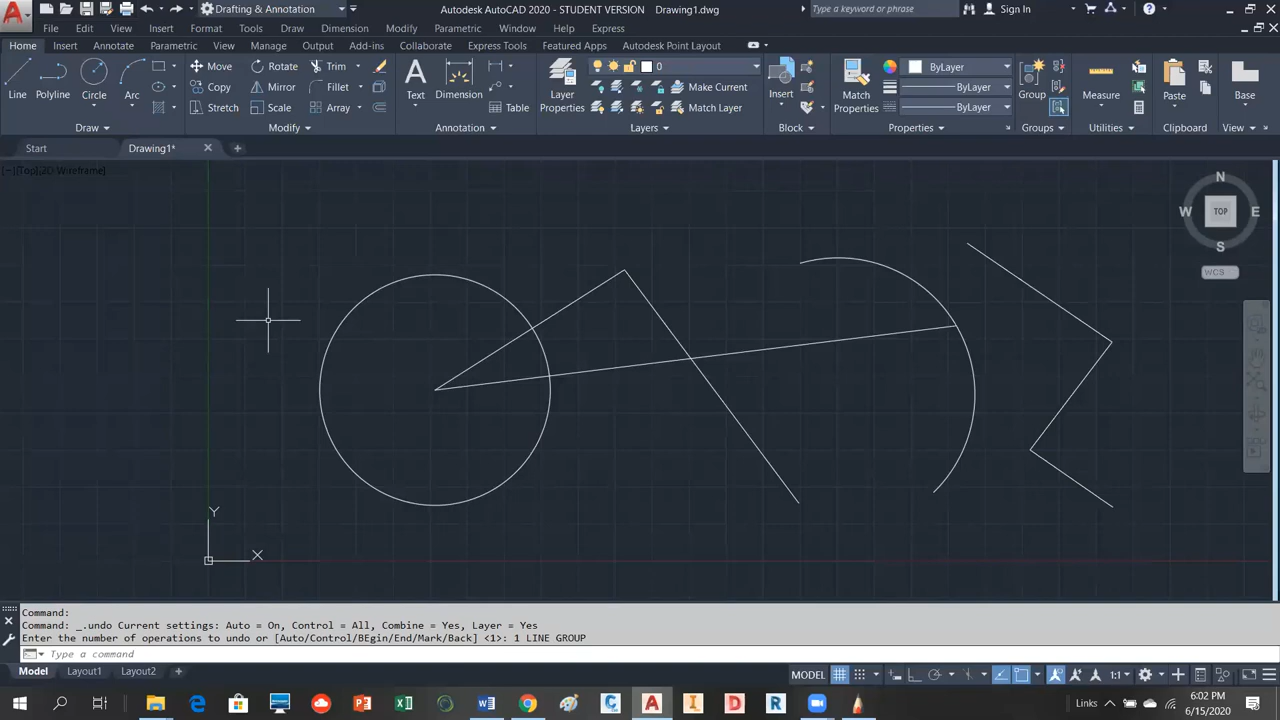 Drafting & Annotation
Autodesk AutoCAD 2020 - STUDENT VERSION Drawing1.dwg
Type a keyword or phrase
Sign In
File Edit View Insert Format Tools Draw Dimension Modify Parametric Window Help Express
Home Insert Annotate Parametric View Manage Output Add-ins Collaborate Express Tools Featured Apps Autodesk Point Layout
Line
Polyline
Circle
Arc
Draw
Move
Rotate
Trim
Copy
Mirror
Fillet
Stretch
Scale
Array
Modify
Text
Dimension
Table
Annotation
Layer
Properties
0
Make Current
Match Layer
Layers
Insert
Block
Match
Properties
ByLayer
ByLayer
ByLayer
Properties
Group
Groups
Measure
Utilities
Paste
Clipboard
Base
View
Start
Drawing1*
[−][Top][2D Wireframe]
N
W
TOP
E
S
WCS
Y
X
Command:
Command: _.undo Current settings: Auto = On, Control = All, Combine = Yes, Layer = Yes
Enter the number of operations to undo or [Auto/Control/BEgin/End/Mark/Back] <1>: 1 LINE GROUP
Type a command
Model Layout1 Layout2
MODEL
1:1
Links
6:02 PM
6/15/2020